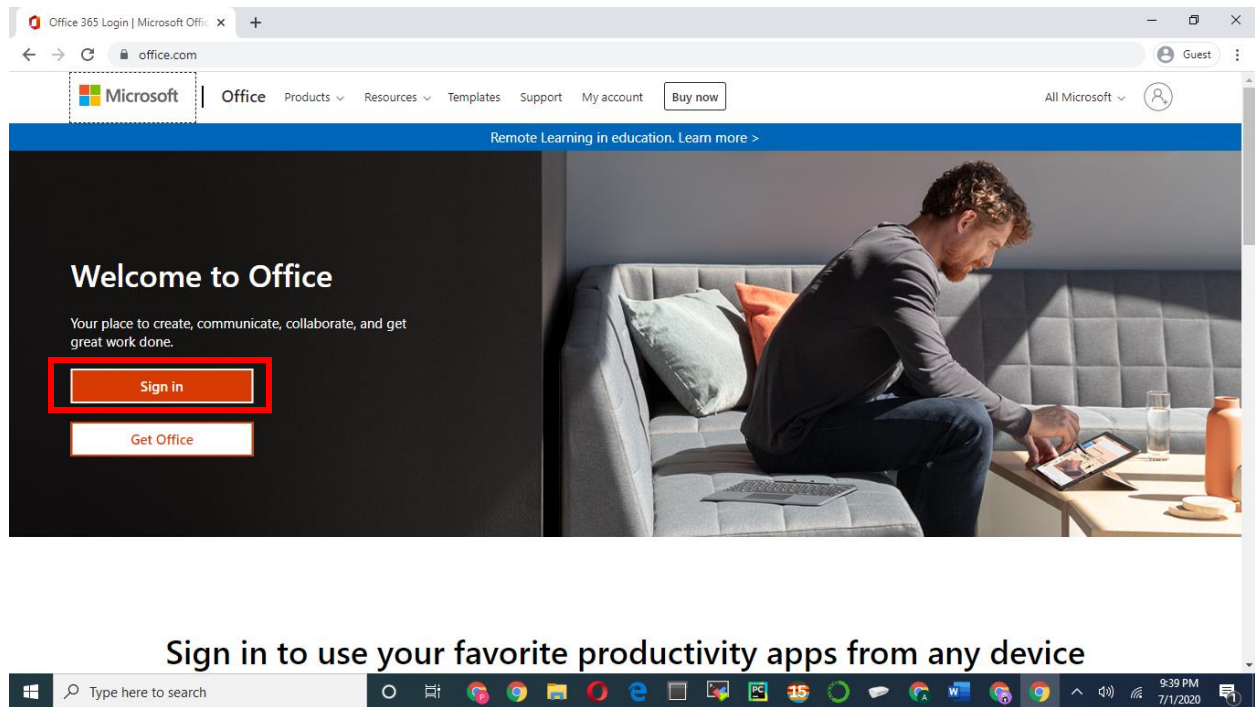 Office 365 Login | Microsoft Offic
office.com
Guest
Microsoft Office Products Resources Templates Support My account Buy now All Microsoft
Remote Learning in education. Learn more >
Welcome to Office
Your place to create, communicate, collaborate, and get
great work done.
Sign in
Get Office
Sign in to use your favorite productivity apps from any device
Type here to search
9:39 PM
7/1/2020